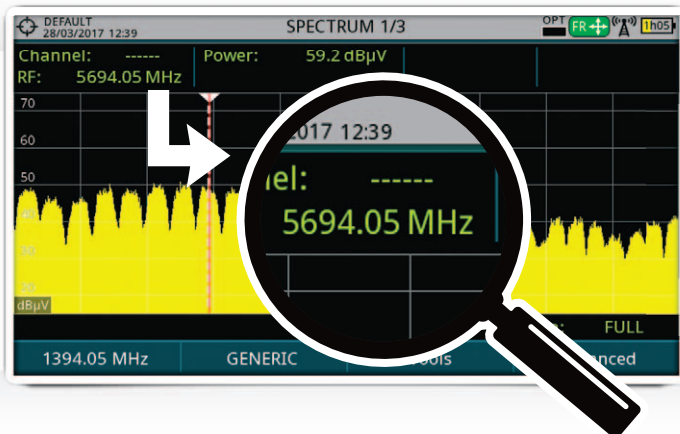 DEFAULT
28/03/2017 12:39
SPECTRUM 1/3
OPT FR 1h05
Channel: ------ Power: 59.2 dBµV
RF: 5694.05 MHz
70
60
50
dBµV
2017 12:39
nel: ------
5694.05 MHz
FULL
1394.05 MHz GENERIC